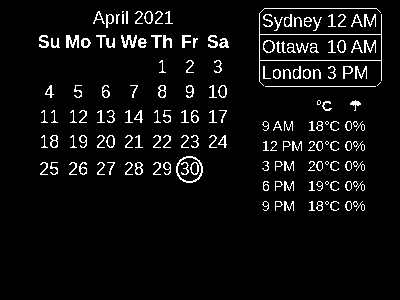 April 2021
Su Mo Tu We Th Fr Sa
1 2 3
4 5 6 7 8 9 10
11 12 13 14 15 16 17
18 19 20 21 22 23 24
25 26 27 28 29 30
Sydney 12 AM
Ottawa 10 AM
London 3 PM
°C
9 AM 18°C 0%
12 PM 20°C 0%
3 PM 20°C 0%
6 PM 19°C 0%
9 PM 18°C 0%